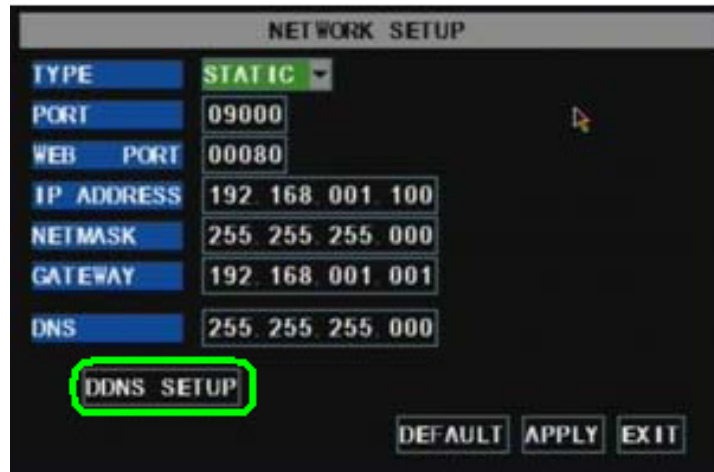 NETWORK SETUP
TYPE STATIC
PORT 09000
WEB PORT 00080
IP ADDRESS 192.168.001.100
NETMASK 255.255.255.000
GATEWAY 192.168.001.001
DNS 255.255.255.000
DDNS SETUP
DEFAULT APPLY EXIT